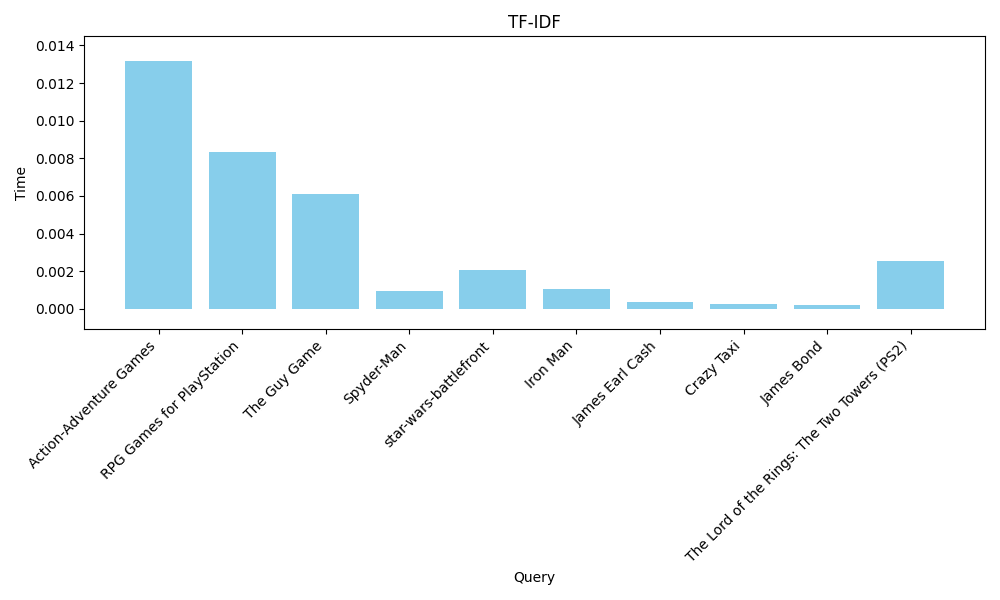 TF-IDF
Time
0.014
0.012
0.010
0.008
0.006
0.004
0.002
0.000
Action-Adventure Games
RPG Games for PlayStation
The Guy Game
Spyder-Man
star-wars-battlefront
Iron Man
James Earl Cash
Crazy Taxi
James Bond
The Lord of the Rings: The Two Towers (PS2)
Query